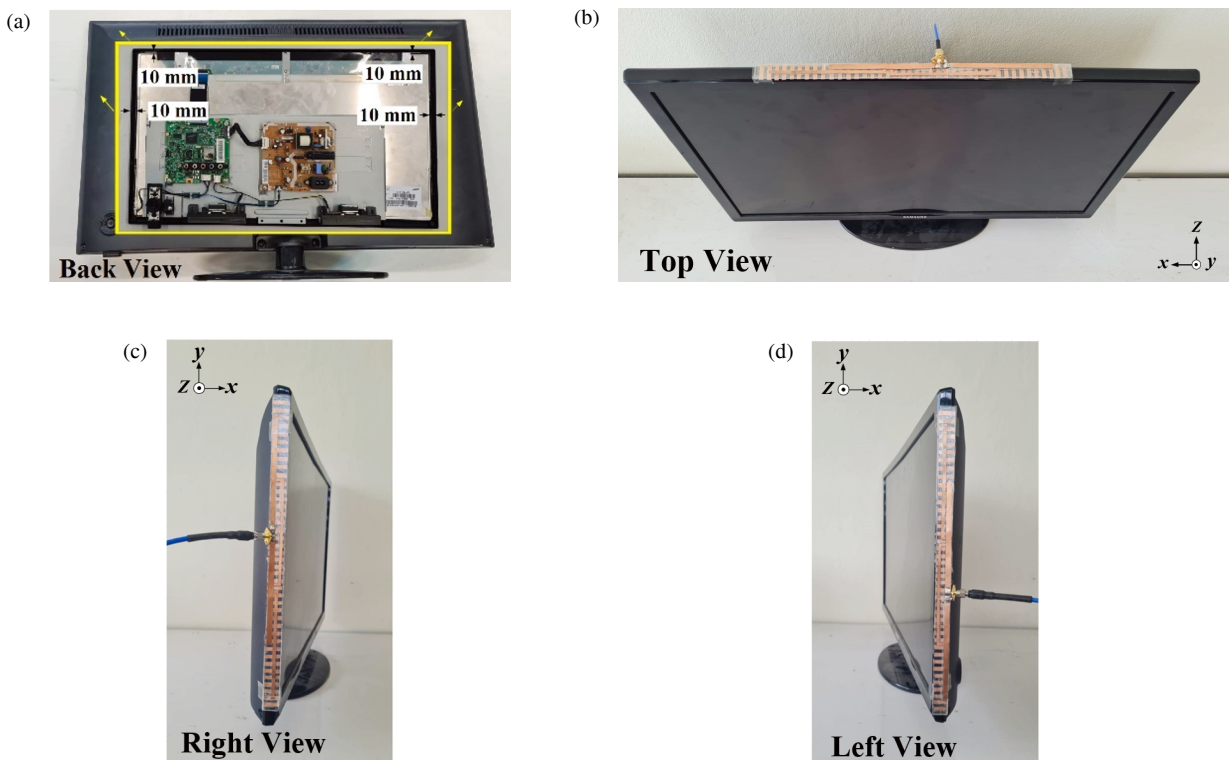 (a)
10 mm
10 mm
10 mm
10 mm
Back View
(b)
SAMSUNG
Top View
z
x
y
(c)
y
z
x
Right View
(d)
y
z
x
Left View